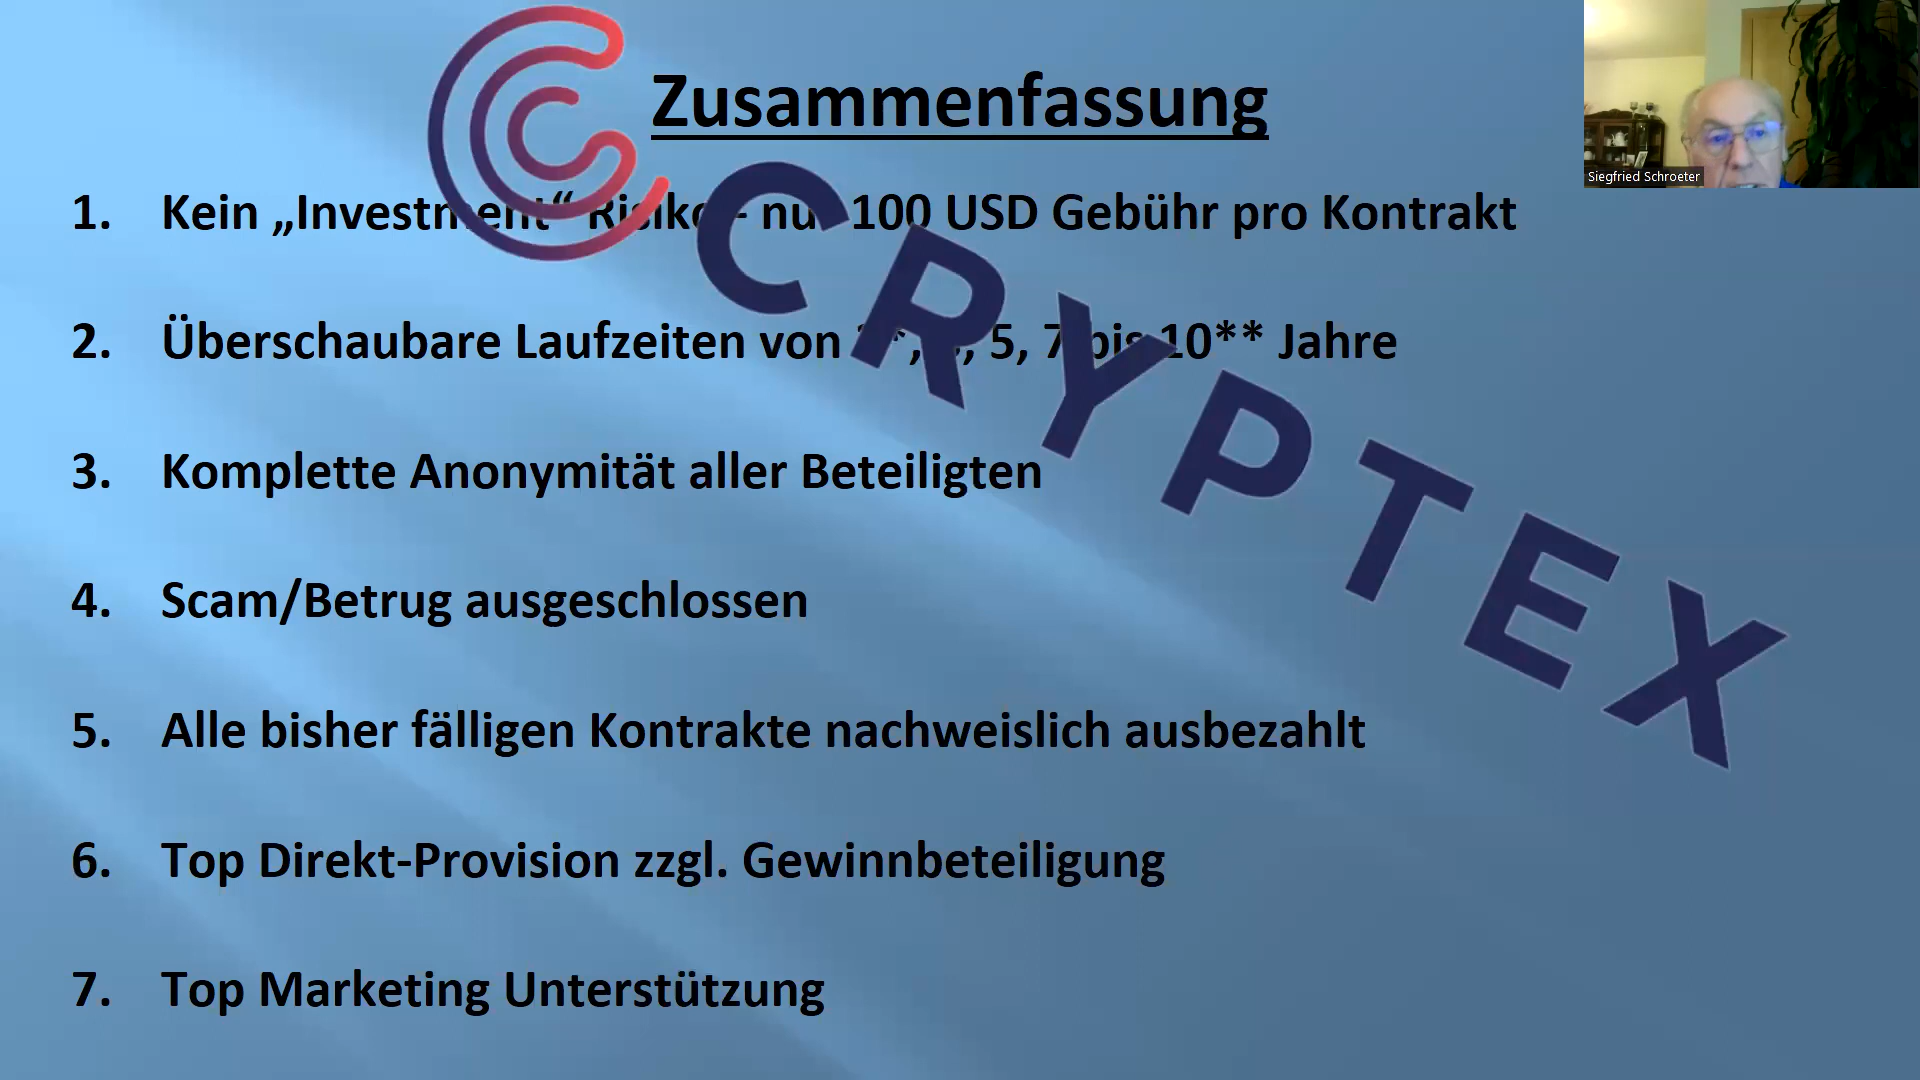 Zusammenfassung
Siegfried Schroeter
1. Kein „Investment“ Risiko - nur 100 USD Gebühr pro Kontrakt
2. Überschaubare Laufzeiten von 5, 7 bis 10** Jahre
3. Komplette Anonymität aller Beteiligten
4. Scam/Betrug ausgeschlossen
5. Alle bisher fälligen Kontrakte nachweislich ausbezahlt
6. Top Direkt-Provision zzgl. Gewinnbeteiligung
7. Top Marketing Unterstützung
CRYPTEX